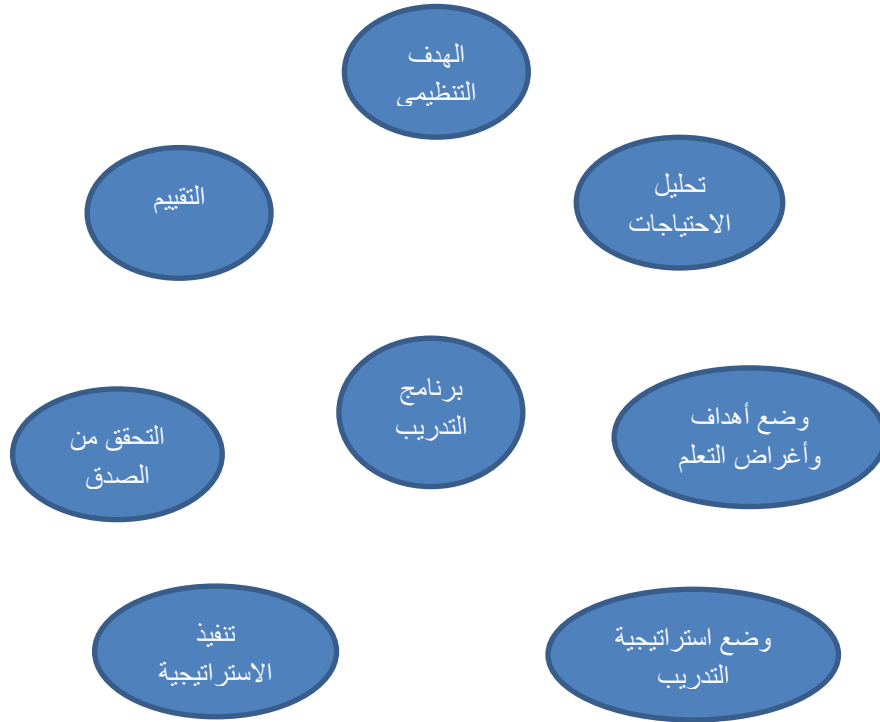 الهدف
التنظيمى
تحليل
الاحتياجات
التقييم
برنامج
التدريب
وضع أهداف
وأغراض التعلم
التحقق من
الصدق
وضع استراتيجية
التدريب
تنفيذ
الاستراتيجية